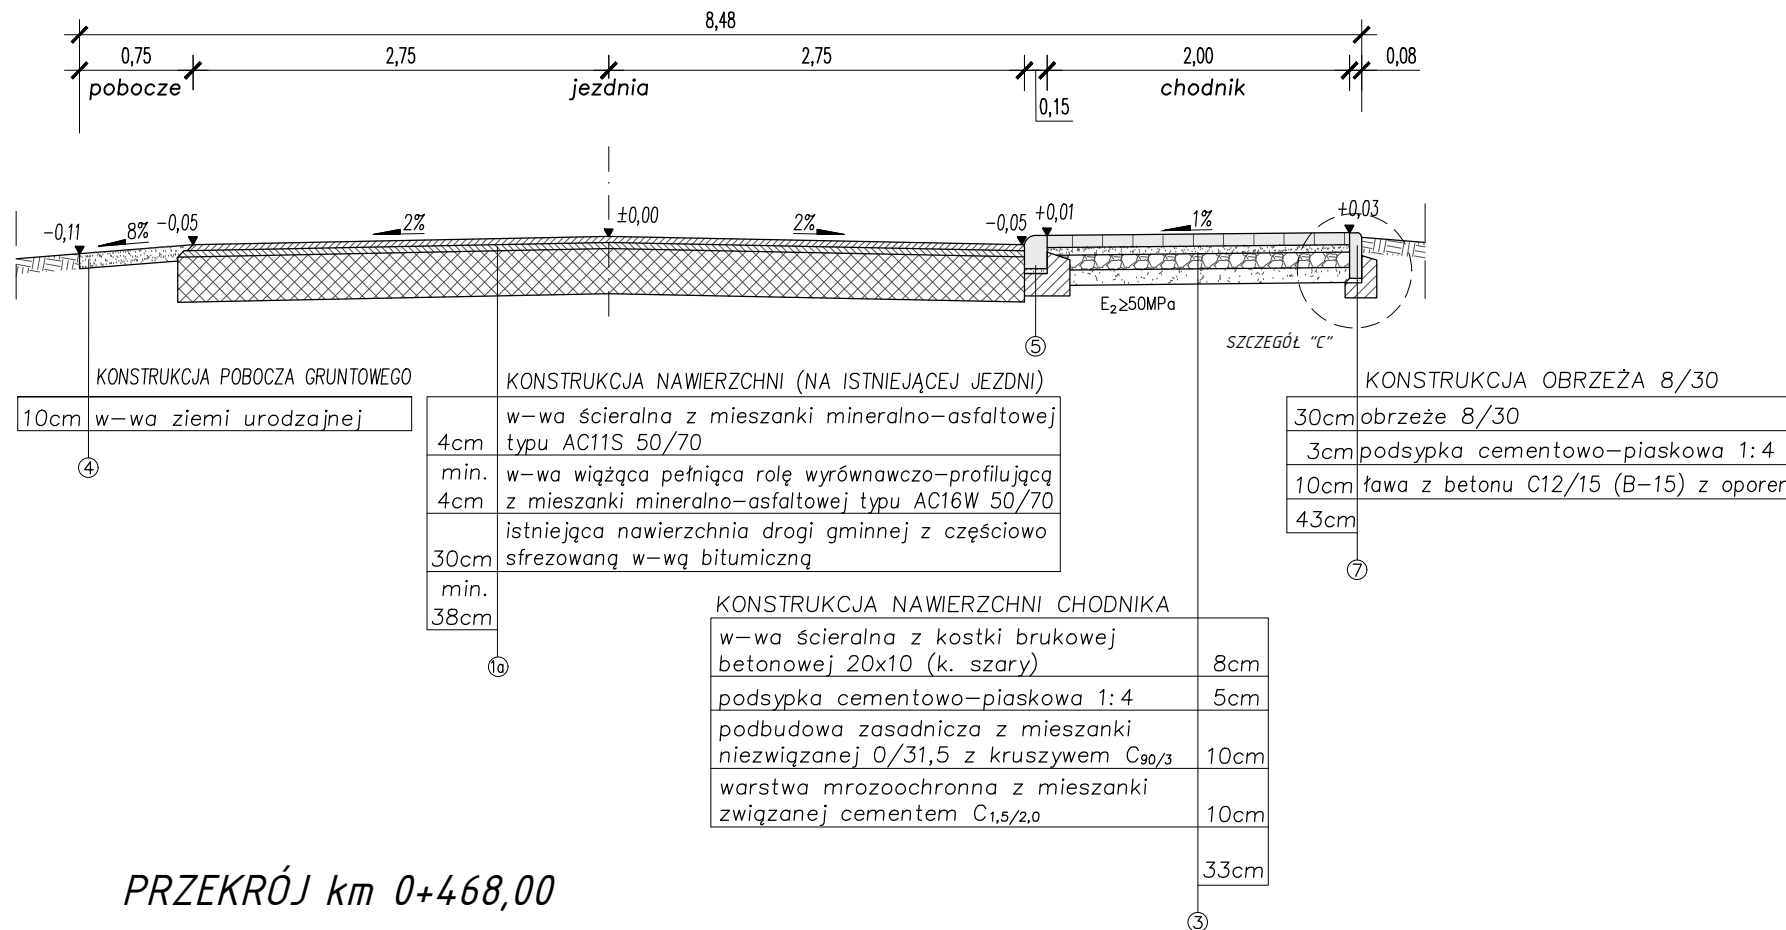 8,48
0,75 2,75 2,75 2,00 0,08
pobocze jezdnia chodnik
0,15
-0,11 8% -0,05 2% ±0,00 2% -0,05 +0,01 1% +0,03
E₂≥50MPa
SZCZEGÓŁ "C"
5
KONSTRUKCJA POBOCZA GRUNTOWEGO
10cm w-wa ziemi urodzajnej
4
KONSTRUKCJA NAWIERZCHNI (NA ISTNIEJĄCEJ JEZDNI)
w-wa ścieralna z mieszanki mineralno-asfaltowej
4cm typu AC11S 50/70
min. w-wa wiążąca pełniąca rolę wyrównawczo-profilującą
4cm z mieszanki mineralno-asfaltowej typu AC16W 50/70
istniejąca nawierzchnia drogi gminnej z częściowo
30cm sfrezowaną w-wą bitumiczną
min.
38cm
1a
KONSTRUKCJA OBRZEŻA 8/30
30cm obrzeże 8/30
3cm podsypka cementowo-piaskowa 1:4
10cm ława z betonu C12/15 (B-15) z oporem
43cm
7
KONSTRUKCJA NAWIERZCHNI CHODNIKA
w-wa ścieralna z kostki brukowej
betonowej 20x10 (k. szary) 8cm
podsypka cementowo-piaskowa 1:4 5cm
podbudowa zasadnicza z mieszanki
niezwiązanej 0/31,5 z kruszywem C90/3 10cm
warstwa mrozoochronna z mieszanki
związanej cementem C1,5/2,0 10cm
33cm
3
PRZEKRÓJ km 0+468,00